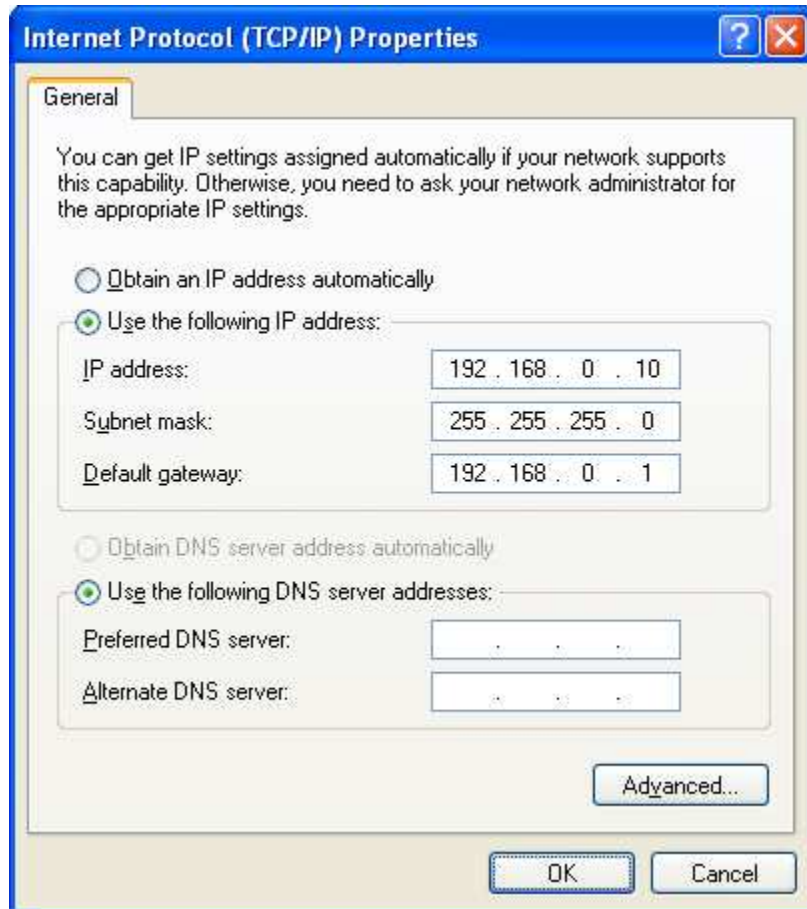 Internet Protocol (TCP/IP) Properties
General
You can get IP settings assigned automatically if your network supports
this capability. Otherwise, you need to ask your network administrator for
the appropriate IP settings.
Obtain an IP address automatically
Use the following IP address:
IP address: 192 . 168 . 0 . 10
Subnet mask: 255 . 255 . 255 . 0
Default gateway: 192 . 168 . 0 . 1
Obtain DNS server address automatically
Use the following DNS server addresses:
Preferred DNS server: . . .
Alternate DNS server: . . .
Advanced...
OK Cancel